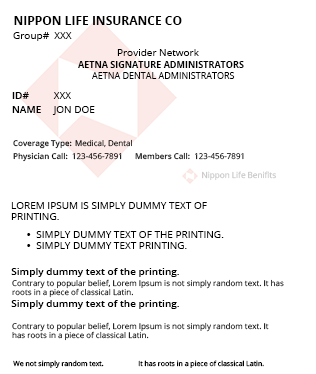 NIPPON LIFE INSURANCE CO
Group# XXX
Provider Network
AETNA SIGNATURE ADMINISTRATORS
AETNA DENTAL ADMINISTRATORS
ID# XXX
NAME JON DOE
Coverage Type: Medical, Dental
Physician Call: 123-456-7891 Members Call: 123-456-7891
Nippon Life Benifits
LOREM IPSUM IS SIMPLY DUMMY TEXT OF
PRINTING.
• SIMPLY DUMMY TEXT OF THE PRINTING.
• SIMPLY DUMMY TEXT PRINTING.
Simply dummy text of the printing.
Contrary to popular belief, Lorem Ipsum is not simply random text. It has
roots in a piece of classical Latin.
Simply dummy text of the printing.
Contrary to popular belief, Lorem Ipsum is not simply random text. It
has roots in a piece of classical Latin.
We not simply random text. It has roots in a piece of classical Latin.